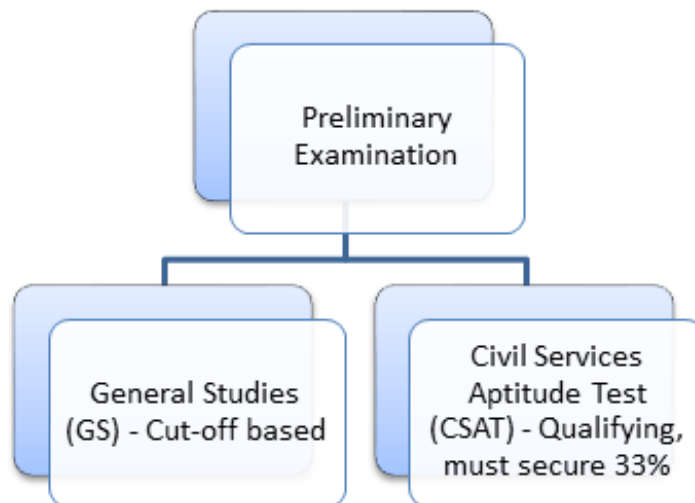 Preliminary
Examination
General Studies
(GS) - Cut-off based
Civil Services
Aptitude Test
(CSAT) - Qualifying,
must secure 33%